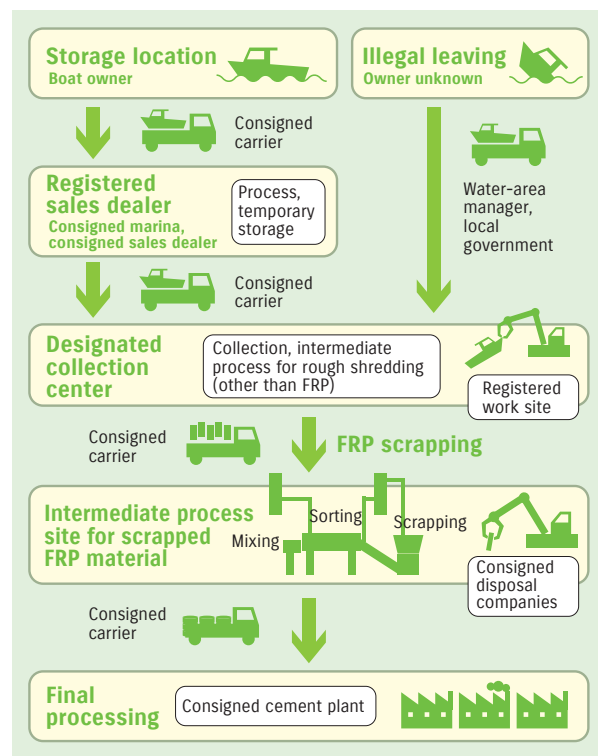 Storage location
Boat owner
Illegal leaving
Owner unknown
Consigned
carrier
Water-area
manager,
local
government
Registered
sales dealer
Consigned marina,
consigned sales dealer
Process,
temporary
storage
Consigned
carrier
Designated
collection
center
Collection, intermediate
process for rough shredding
(other than FRP)
Registered
work site
Consigned
carrier
FRP scrapping
Intermediate process
site for scrapped
FRP material
Mixing
Sorting
Scrapping
Consigned
disposal
companies
Consigned
carrier
Final
processing
Consigned cement plant